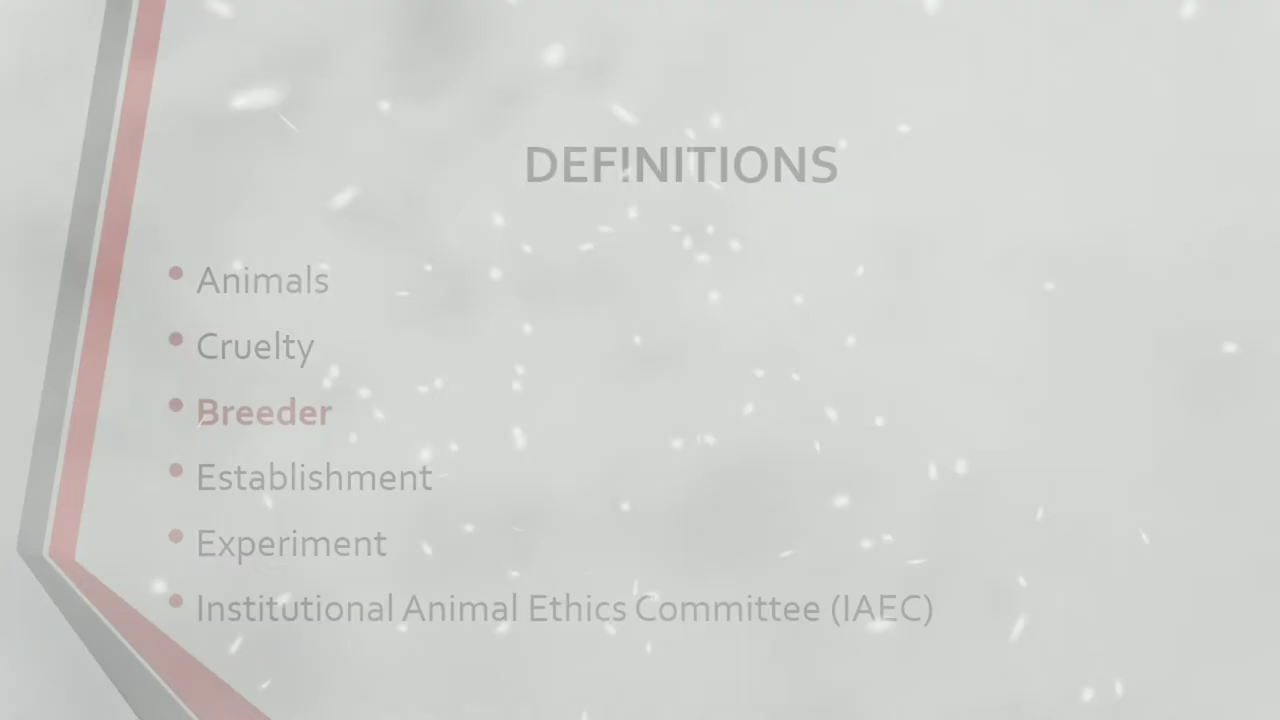 DEFINITIONS
• Animals
• Cruelty
• Breeder
• Establishment
• Experiment
• Institutional Animal Ethics Committee (IAEC)